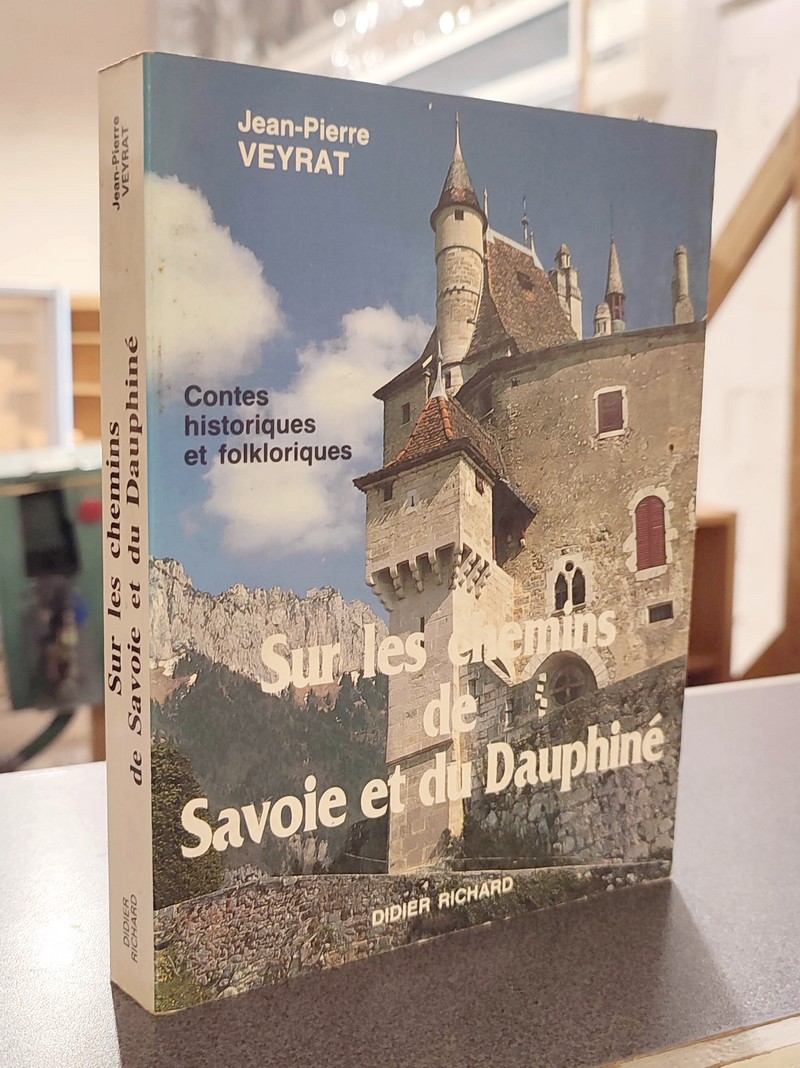 Jean-Pierre
VEYRAT
Sur les chemins
de Savoie et du Dauphiné
DIDIER
RICHARD
Jean-Pierre
VEYRAT
Contes
historiques
et folkloriques
Sur les chemins
de
Savoie et du Dauphiné
DIDIER RICHARD